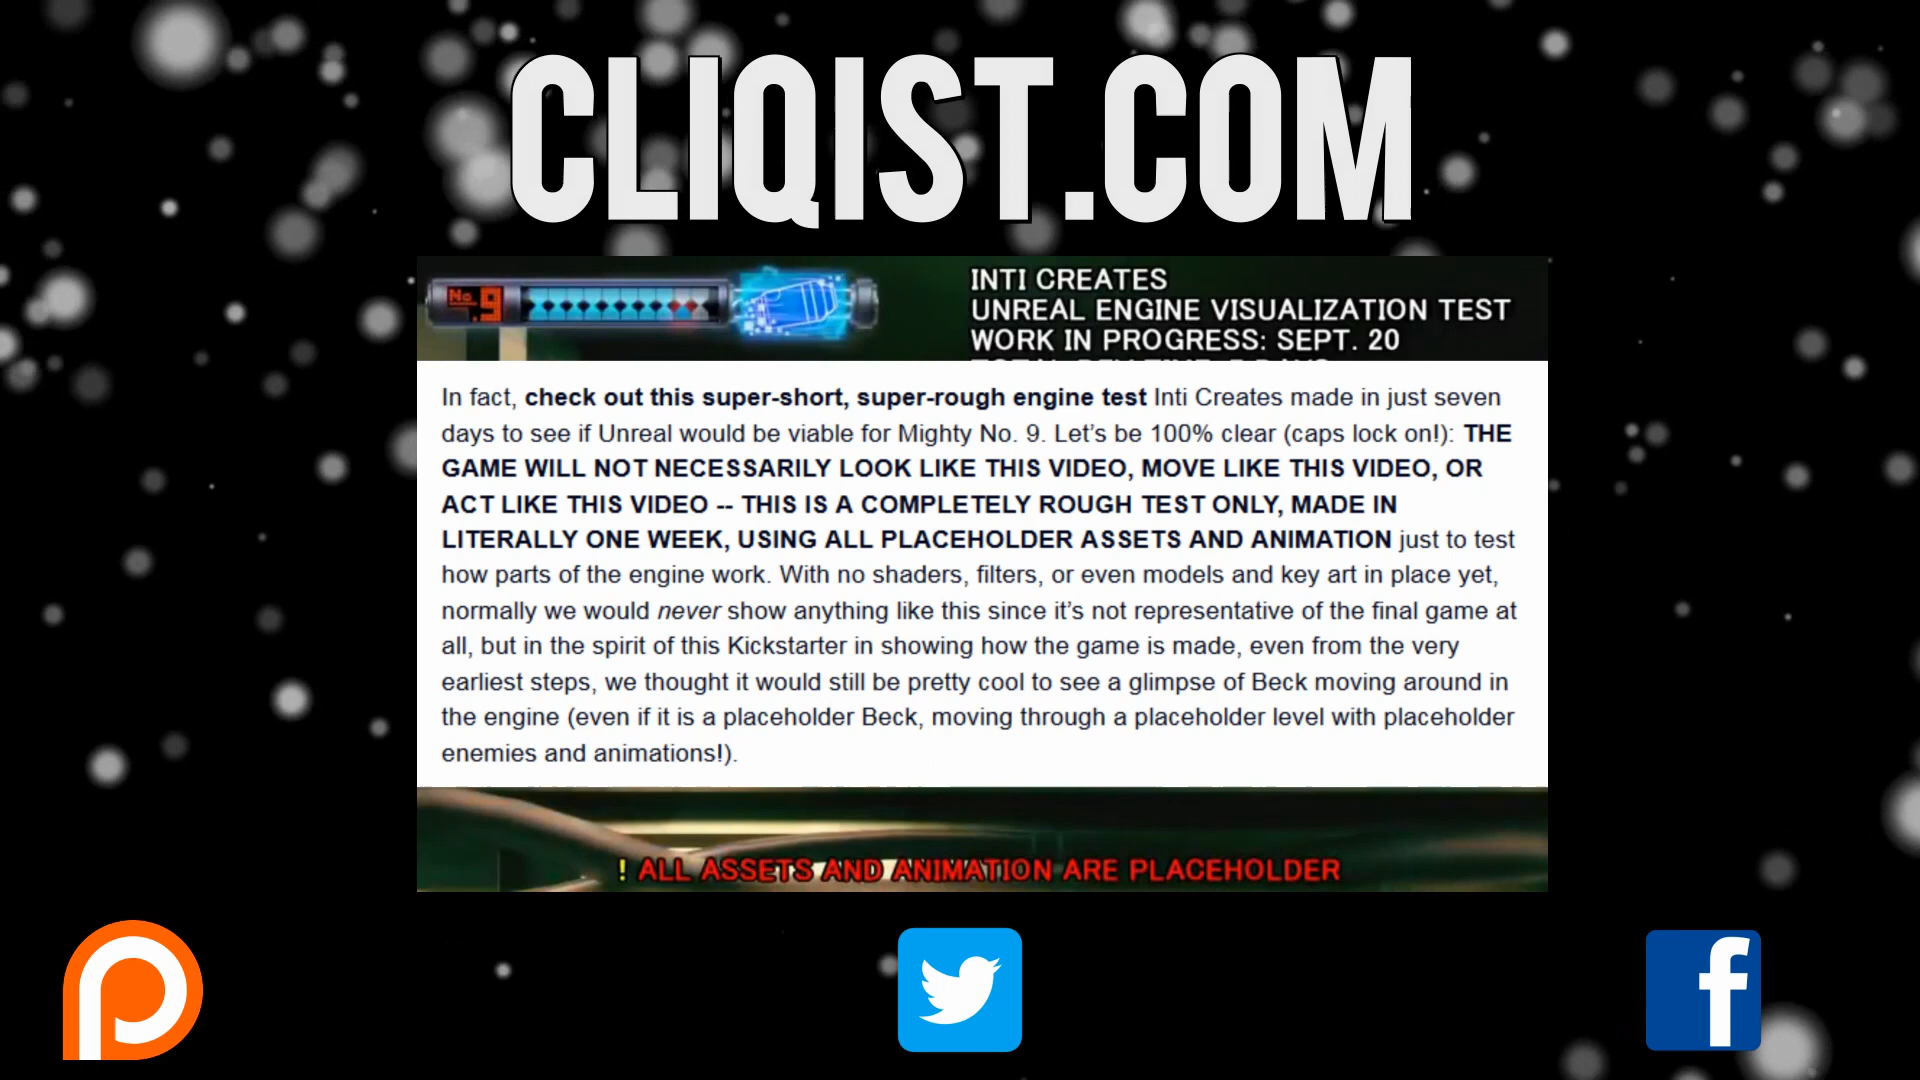 CLIQIST.COM
No.9
INTI CREATES
UNREAL ENGINE VISUALIZATION TEST
WORK IN PROGRESS: SEPT. 20
In fact, check out this super-short, super-rough engine test Inti Creates made in just seven
days to see if Unreal would be viable for Mighty No. 9. Let's be 100% clear (caps lock on!): THE
GAME WILL NOT NECESSARILY LOOK LIKE THIS VIDEO, MOVE LIKE THIS VIDEO, OR
ACT LIKE THIS VIDEO -- THIS IS A COMPLETELY ROUGH TEST ONLY, MADE IN
LITERALLY ONE WEEK, USING ALL PLACEHOLDER ASSETS AND ANIMATION just to test
how parts of the engine work. With no shaders, filters, or even models and key art in place yet,
normally we would never show anything like this since it's not representative of the final game at
all, but in the spirit of this Kickstarter in showing how the game is made, even from the very
earliest steps, we thought it would still be pretty cool to see a glimpse of Beck moving around in
the engine (even if it is a placeholder Beck, moving through a placeholder level with placeholder
enemies and animations!).
! ALL ASSETS AND ANIMATION ARE PLACEHOLDER